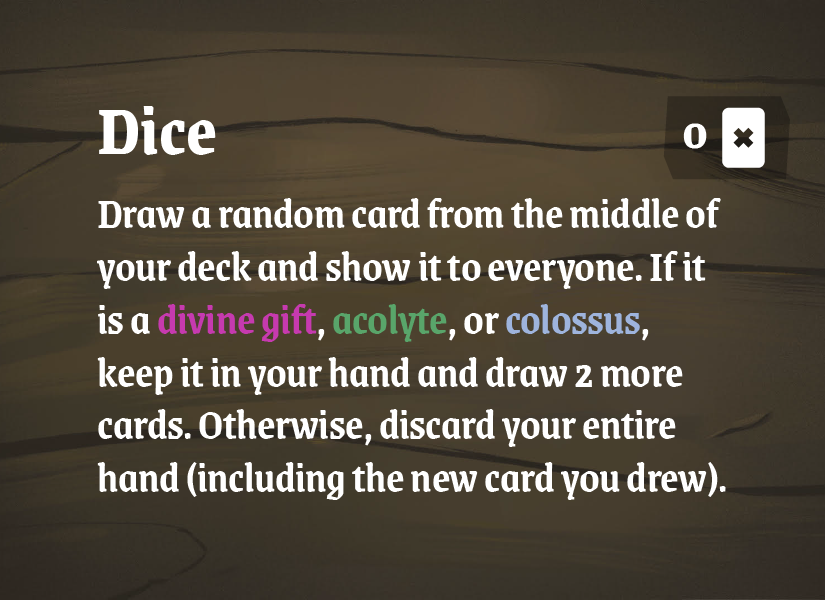 Dice
0
Draw a random card from the middle of
your deck and show it to everyone. If it
is a divine gift, acolyte, or colossus,
keep it in your hand and draw 2 more
cards. Otherwise, discard your entire
hand (including the new card you drew).